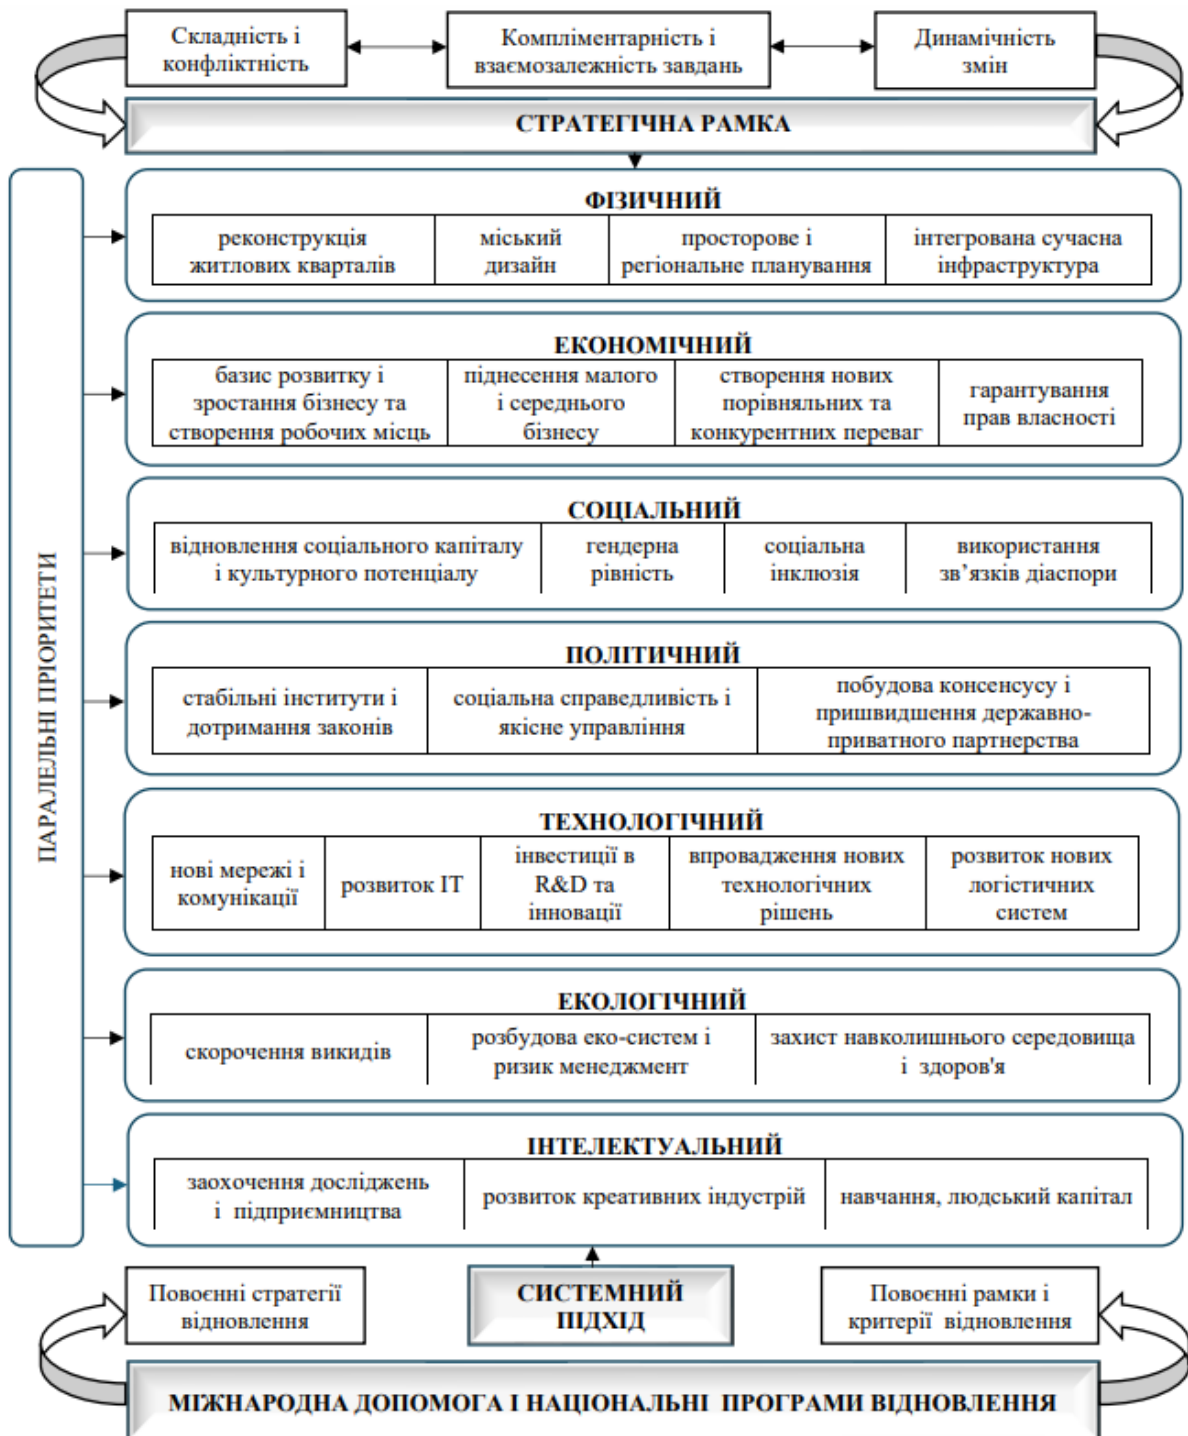 Складність і
конфліктність
Компліментарність і
взаємозалежність завдань
Динамічність
змін
СТРАТЕГІЧНА РАМКА
ПАРАЛЕЛЬНІ ПРІОРИТЕТИ
ФІЗИЧНИЙ
реконструкція
житлових кварталів
міський
дизайн
просторове і
регіональне планування
інтегрована сучасна
інфраструктура
ЕКОНОМІЧНИЙ
базис розвитку і
зростання бізнесу та
створення робочих місць
піднесення малого
і середнього
бізнесу
створення нових
порівняльних та
конкурентних переваг
гарантування
прав власності
СОЦІАЛЬНИЙ
відновлення соціального капіталу
і культурного потенціалу
гендерна
рівність
соціальна
інклюзія
використання
зв’язків діаспори
ПОЛІТИЧНИЙ
стабільні інститути і
дотримання законів
соціальна справедливість і
якісне управління
побудова консенсусу і
пришвидшення державно-
приватного партнерства
ТЕХНОЛОГІЧНИЙ
нові мережі і
комунікації
розвиток ІТ
інвестиції в
R&D та
інновації
впровадження нових
технологічних
рішень
розвиток нових
логістичних
систем
ЕКОЛОГІЧНИЙ
скорочення викидів
розбудова еко-систем і
ризик менеджмент
захист навколишнього середовища
і здоров'я
ІНТЕЛЕКТУАЛЬНИЙ
заохочення досліджень
і підприємництва
розвиток креативних індустрій
навчання, людський капітал
Повоєнні стратегії
відновлення
СИСТЕМНИЙ
ПІДХІД
Повоєнні рамки і
критерії відновлення
МІЖНАРОДНА ДОПОМОГА І НАЦІОНАЛЬНІ ПРОГРАМИ ВІДНОВЛЕННЯ